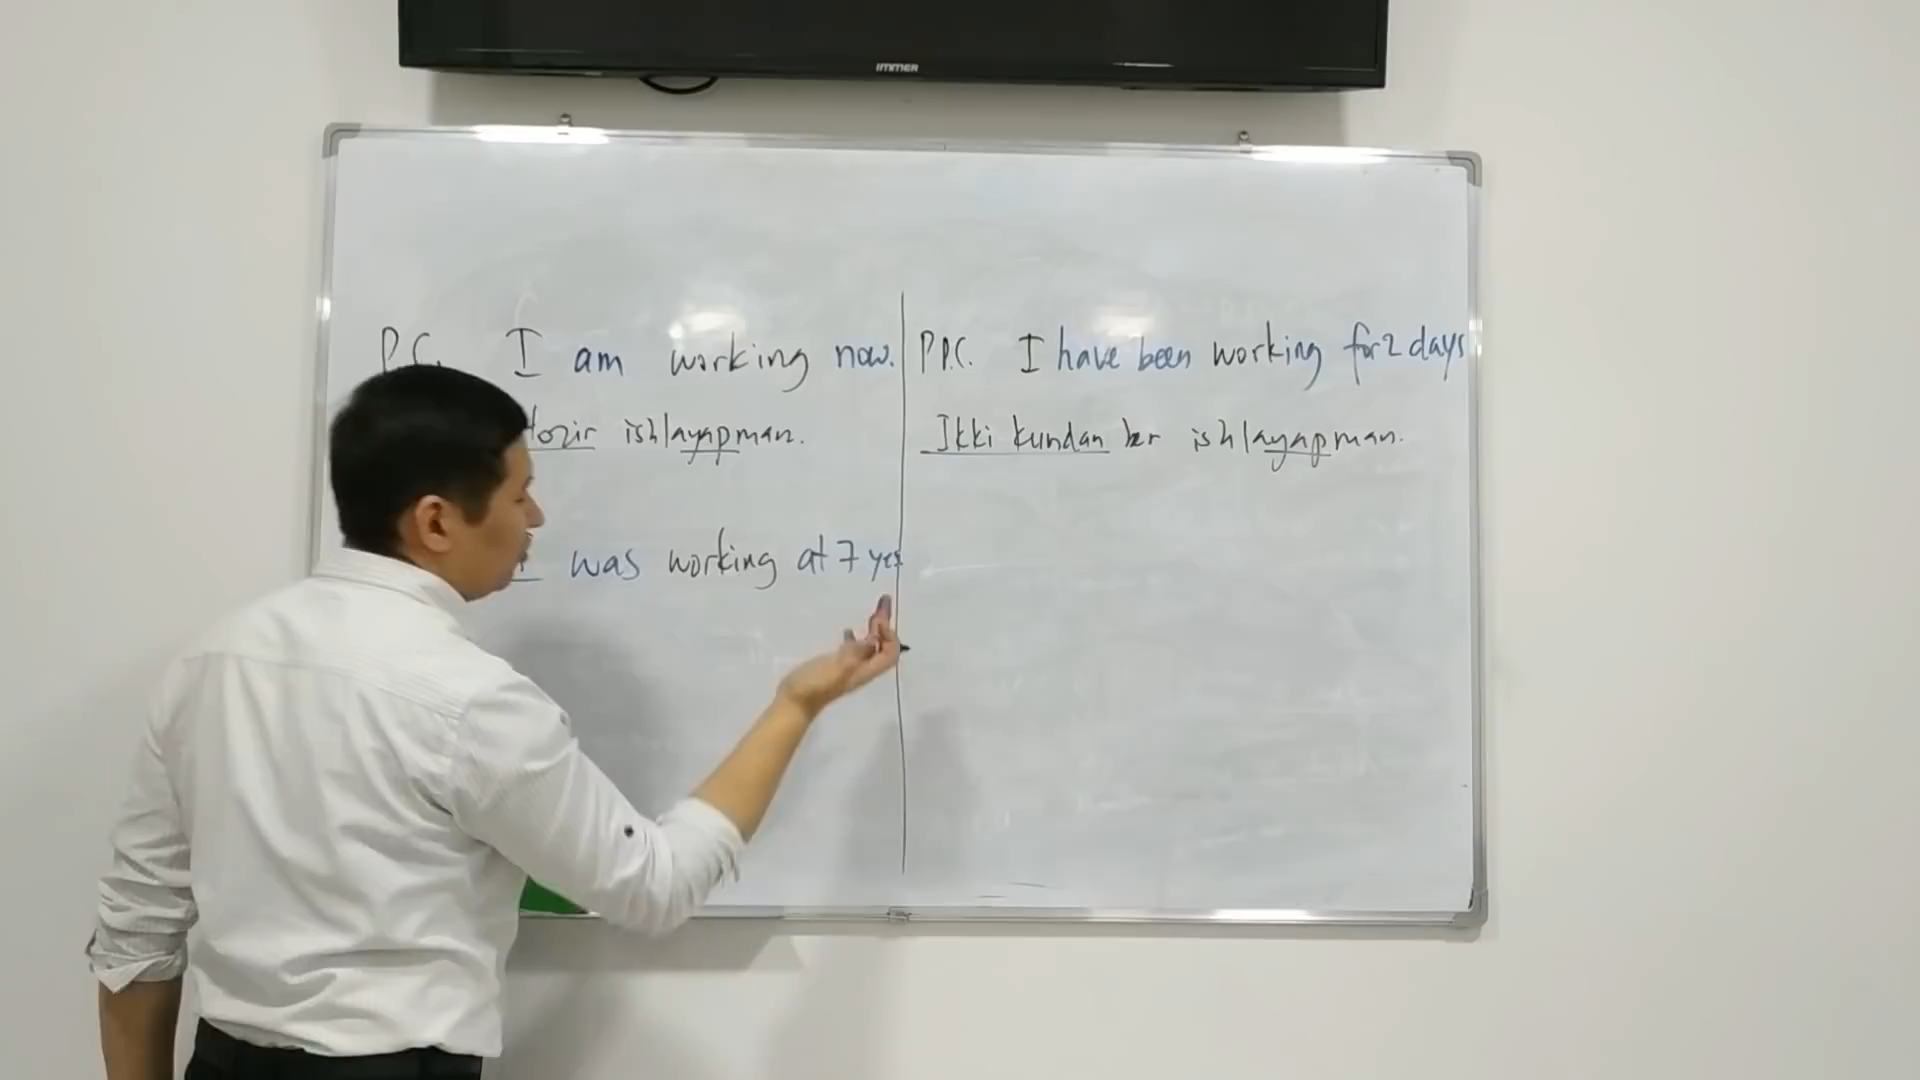 IMMER
P.C. I am working now.
Hozir ishlayapman.
I was working at 7 yes
P.P.C. I have been working for 2 days
Ikki kundan ber ishlayapman.